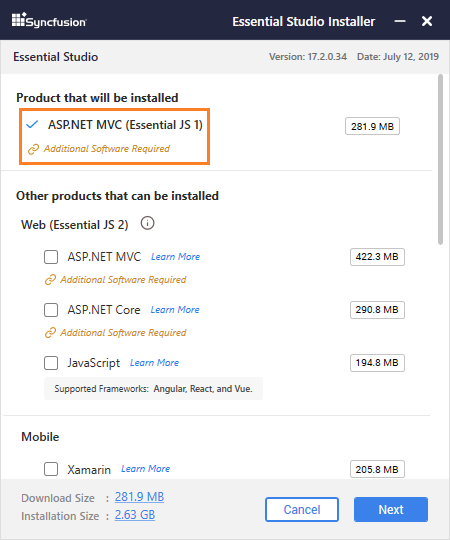 Syncfusion Essential Studio Installer
Essential Studio Version: 17.2.0.34 Date: July 12, 2019
Product that will be installed
ASP.NET MVC (Essential JS 1) 281.9 MB
Additional Software Required
Other products that can be installed
Web (Essential JS 2)
ASP.NET MVC Learn More 422.3 MB
Additional Software Required
ASP.NET Core Learn More 290.8 MB
Additional Software Required
JavaScript Learn More 194.8 MB
Supported Frameworks: Angular, React, and Vue.
Mobile
Xamarin Learn More 205.8 MB
Download Size : 281.9 MB
Installation Size : 2.63 GB
Cancel Next